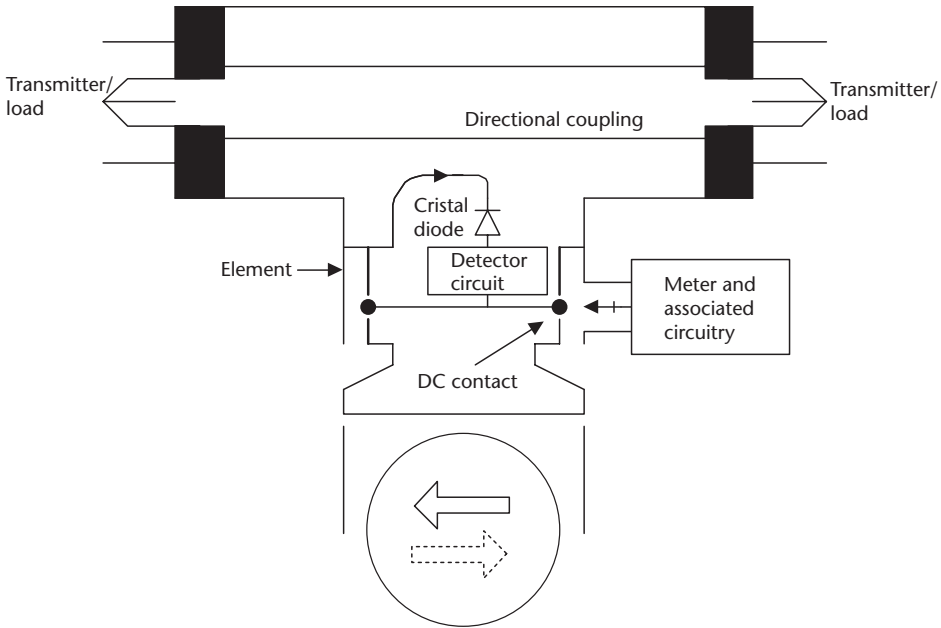 Transmitter/
load
Transmitter/
load
Directional coupling
Cristal
diode
Element
Detector
circuit
Meter and
associated
circuitry
DC contact